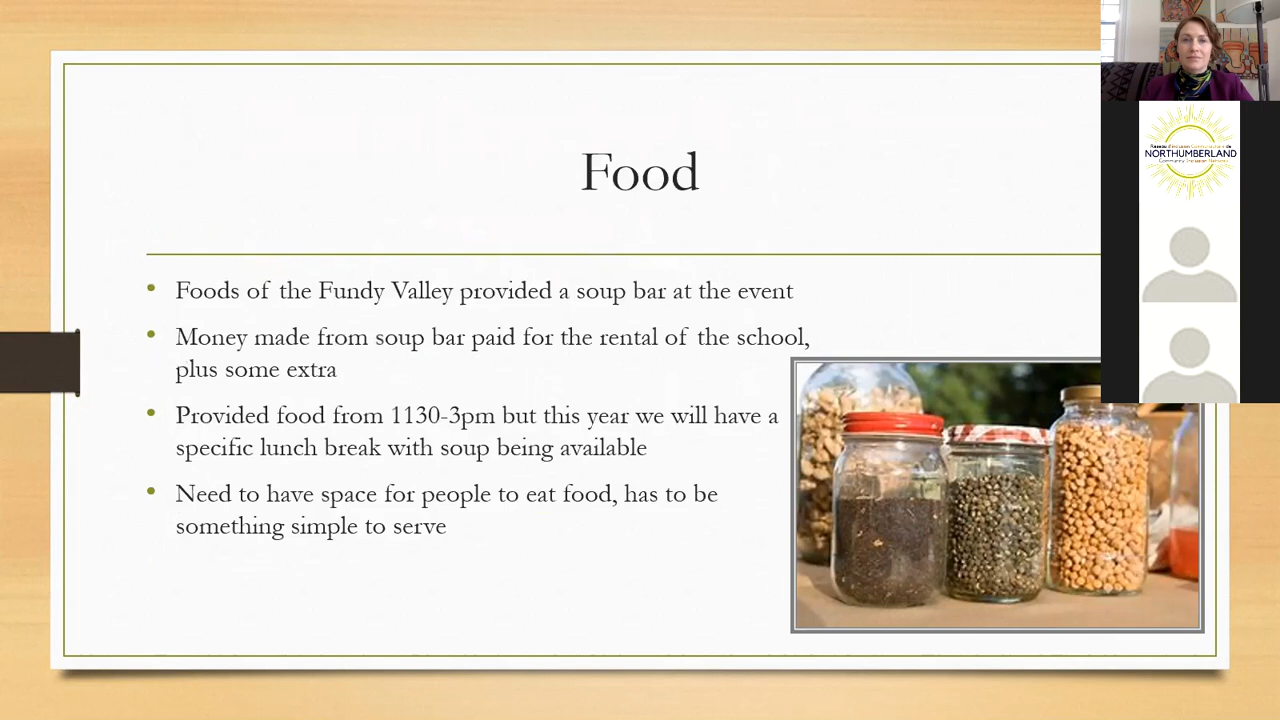 Food
• Foods of the Fundy Valley provided a soup bar at the event
• Money made from soup bar paid for the rental of the school,
plus some extra
• Provided food from 1130-3pm but this year we will have a
specific lunch break with soup being available
• Need to have space for people to eat food, has to be
something simple to serve
NORTHUMBERLAND
Community Inclusion Network